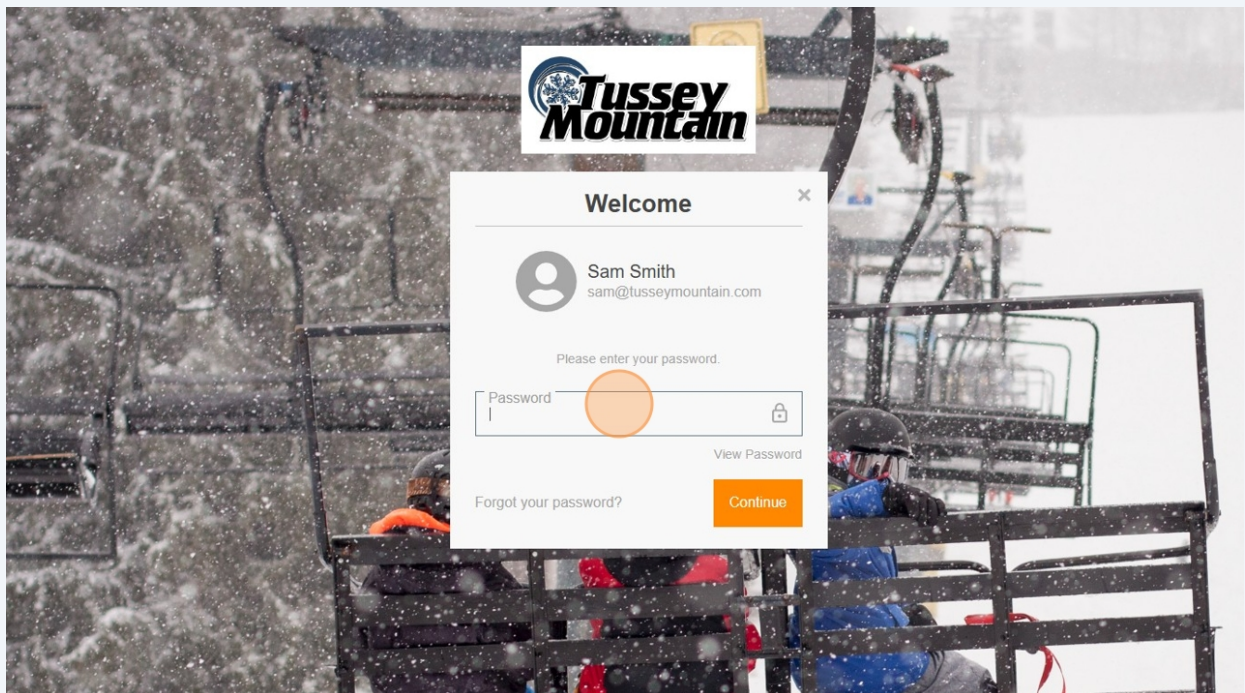 Tussey
Mountain
Welcome
×
Sam Smith
sam@tusseymountain.com
Please enter your password.
Password
View Password
Forgot your password?
Continue